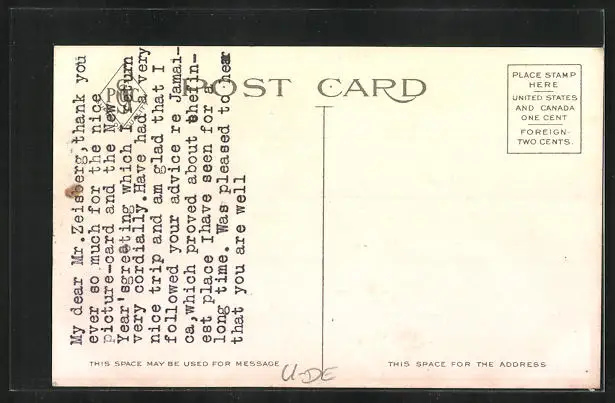 POST CARD
PLACE STAMP
HERE
UNITED STATES
AND CANADA
ONE CENT
FOREIGN-
TWO CENTS.
My dear Mr.Zeisberg,thank you
ever so much for the nice
picture-card and the New
Year'sgreeting which I return
very cordially.Have had a very
nice trip and am glad that I
followed your advice re Jamai-
ca,which proved about thefin-
est place Ihave seen for a
long time. Was pleased to hear
that you are well
THIS SPACE MAY BE USED FOR MESSAGE
THIS SPACE FOR THE ADDRESS
U-DE